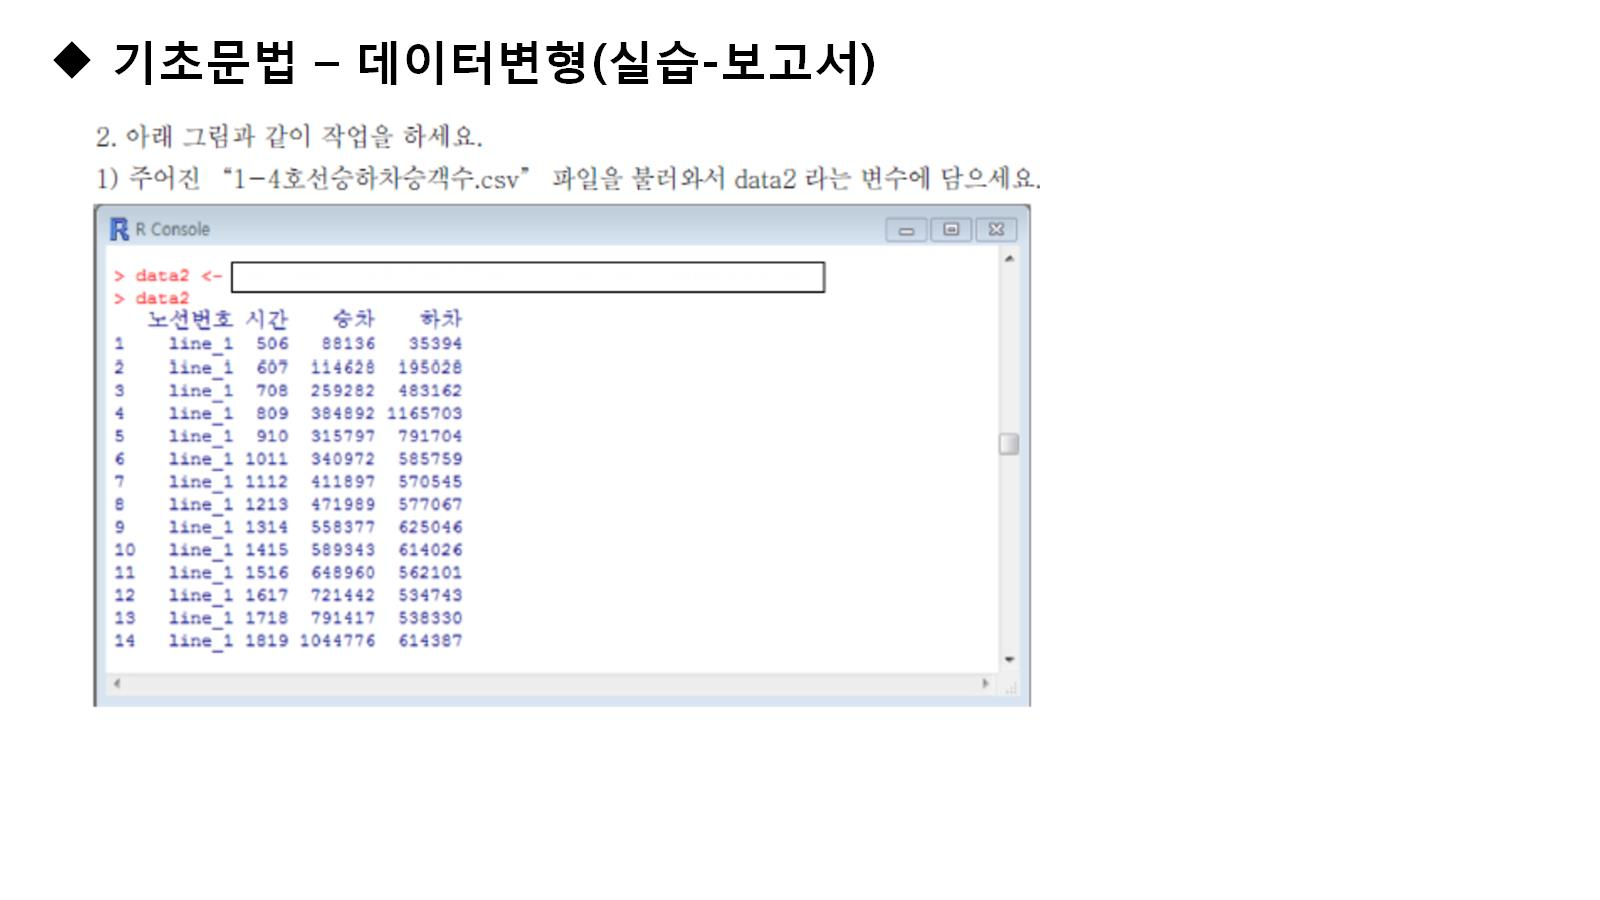 ◆ 기초문법 – 데이터변형(실습-보고서)
2. 아래 그림과 같이 작업을 하세요.
1) 주어진 “1-4호선승하차승객수.csv” 파일을 불러와서 data2 라는 변수에 담으세요.
R R Console
> data2 <-
> data2
노선번호 시간 승차 하차
1 line_1 506 88136 35394
2 line_1 607 114628 195028
3 line_1 708 259282 483162
4 line_1 809 384892 1165703
5 line_1 910 315797 791704
6 line_1 1011 340972 585759
7 line_1 1112 411897 570545
8 line_1 1213 471989 577067
9 line_1 1314 558377 625046
10 line_1 1415 589343 614026
11 line_1 1516 648960 562101
12 line_1 1617 721442 534743
13 line_1 1718 791417 538330
14 line_1 1819 1044776 614387